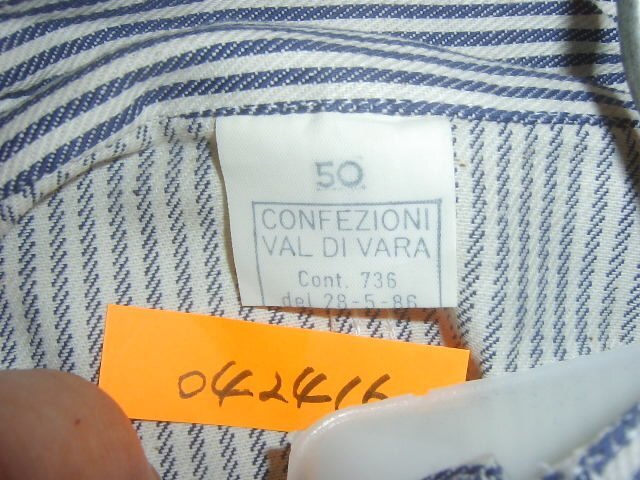 50
CONFEZIONI
VAL DI VARA
Cont. 736
del 28-5-86
042416